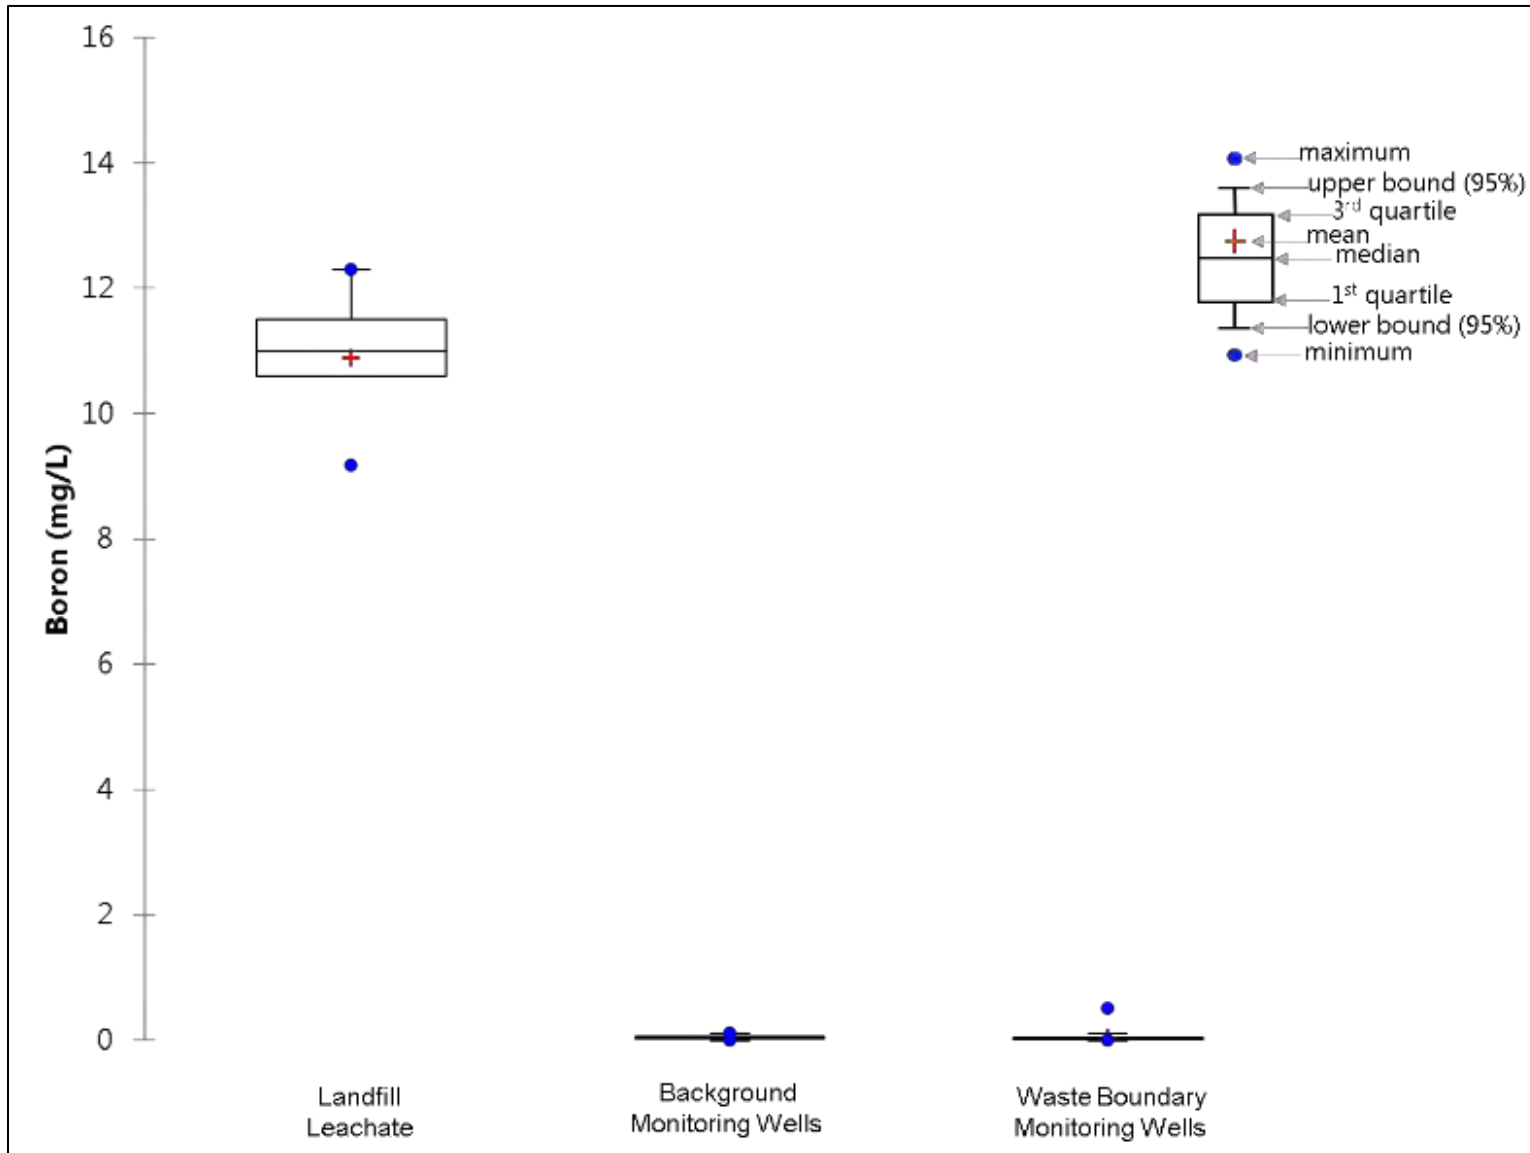 16
14
12
10
8
6
4
2
0
Boron (mg/L)
maximum
upper bound (95%)
3rd quartile
mean
median
1st quartile
lower bound (95%)
minimum
Landfill
Leachate
Background
Monitoring Wells
Waste Boundary
Monitoring Wells